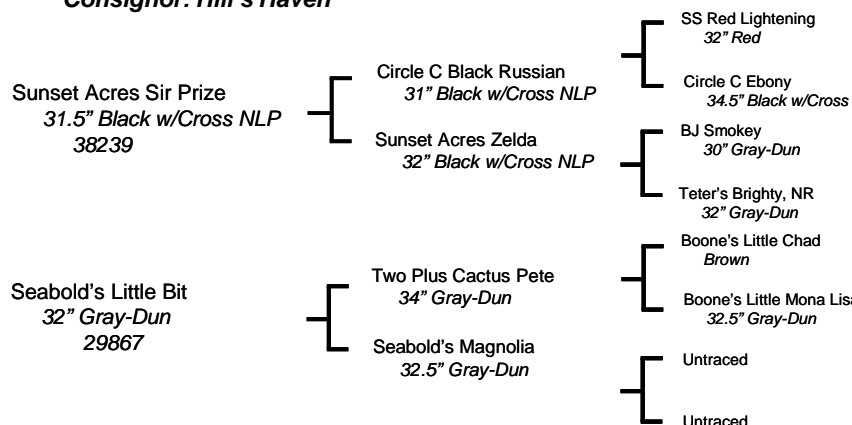 Consignor: Hill's Haven
Sunset Acres Sir Prize
31.5” Black w/Cross NLP
38239
Circle C Black Russian
31” Black w/Cross NLP
Sunset Acres Zelda
32” Black w/Cross NLP
SS Red Lightening
32” Red
Circle C Ebony
34.5” Black w/Cross
BJ Smokey
30” Gray-Dun
Teter’s Brighty, NR
32” Gray-Dun
Seabold’s Little Bit
32” Gray-Dun
29867
Two Plus Cactus Pete
34” Gray-Dun
Seabold’s Magnolia
32.5” Gray-Dun
Boone’s Little Chad
Brown
Boone’s Little Mona Lisa
32.5” Gray-Dun
Untraced
Untraced